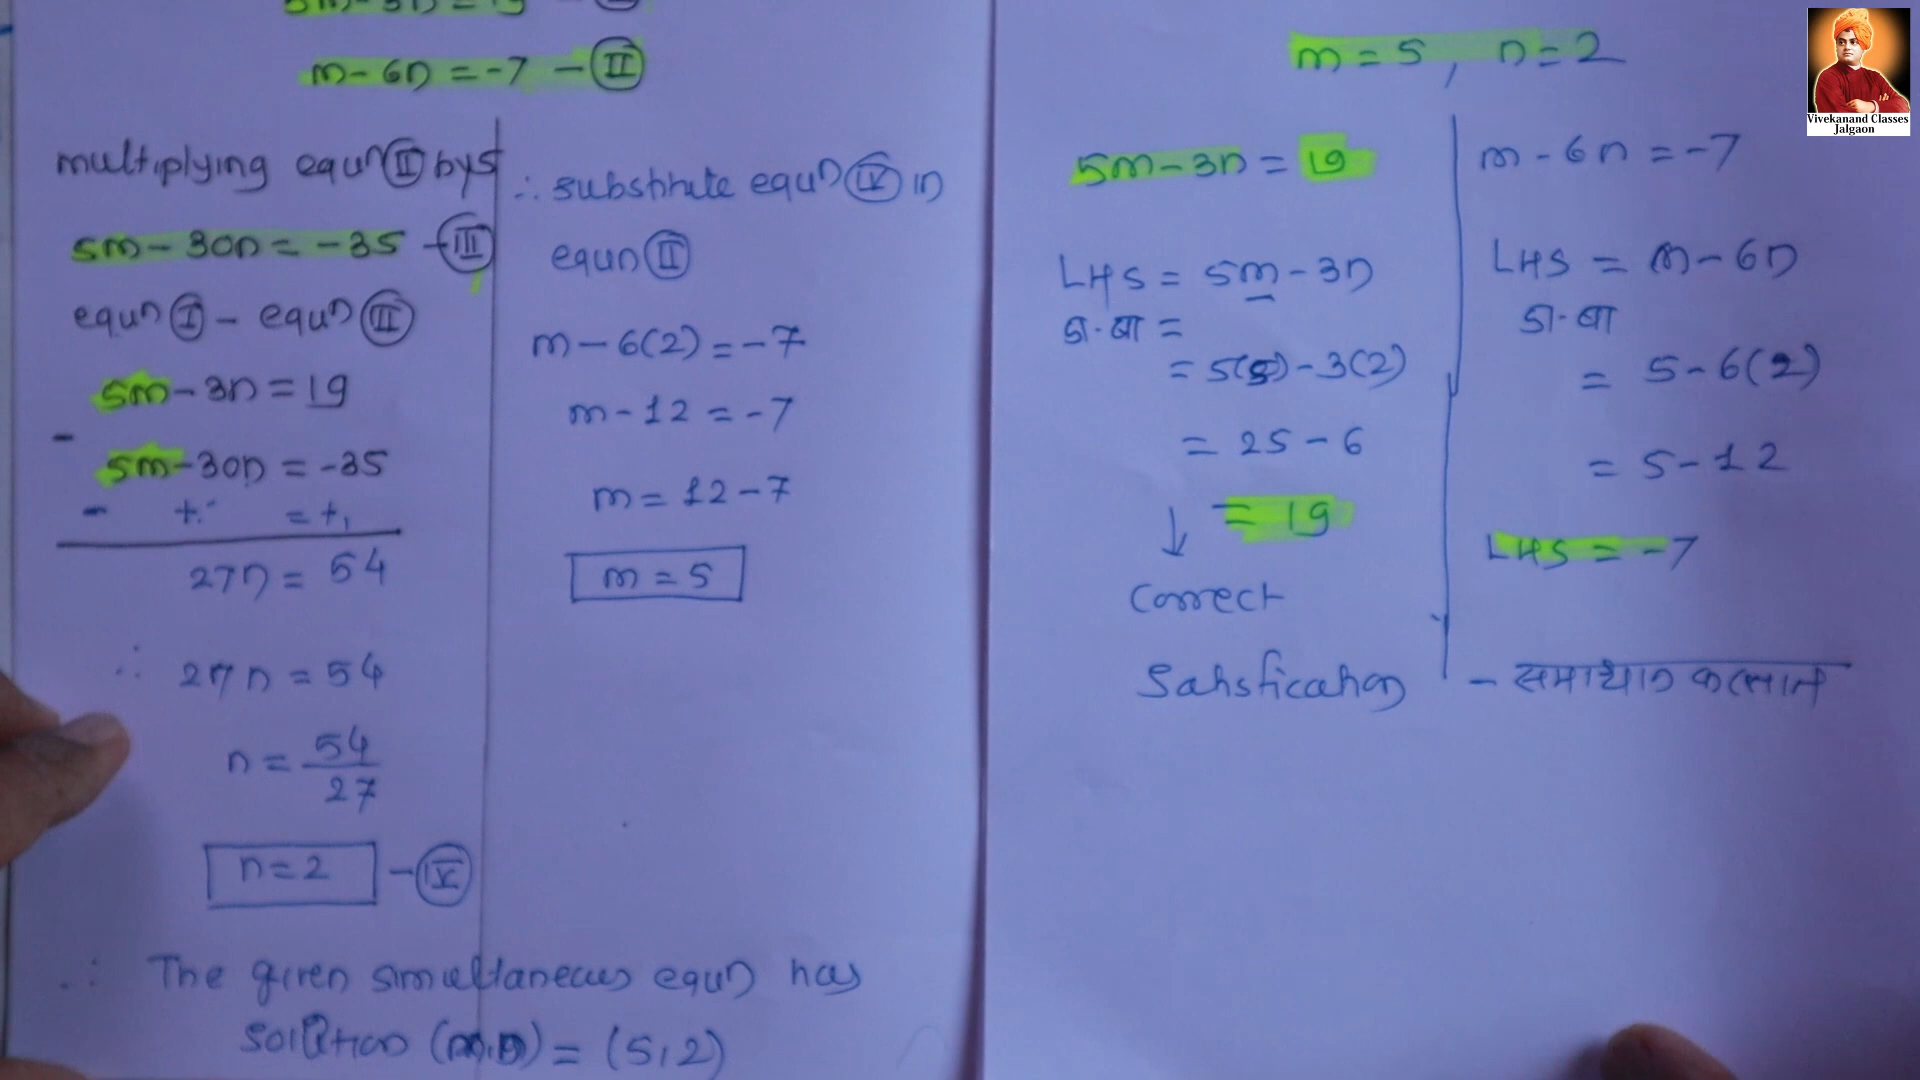 5m-3n=19 -
m-6n=-7 -(II)
multiplying equn (II) by 5
5m-30n=-35 -(III)
equn (I) - equn (III)
5m-3n=19
-
5m-30n=-35
- +: =+,
27n=54
∴ 27n=54
n=54/27
n=2 -(IV)
∴ substitute equn (IV) in
equn (II)
m-6(2)=-7
m-12=-7
m=12-7
m=5
∴ The given simultaneous equn has
solution (m,n)=(5,2)
m=5, n=2
5m-3n=19
LHS=5m-3n
डा.बा=
=5(5)-3(2)
=25-6
=19
↓
Correct
m-6n=-7
LHS=m-6n
डा.बा
=5-6(2)
=5-12
LHS=-7
Satisfication - समाधान करतात
Vivekanand Classes
Jalgaon